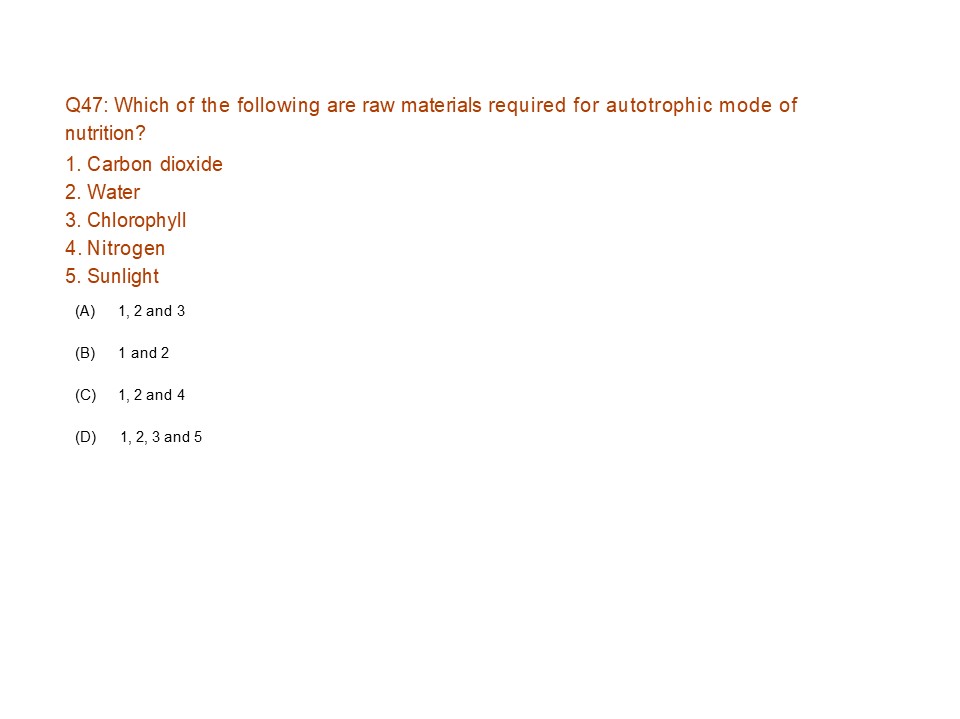 Q47: Which of the following are raw materials required for autotrophic mode of
nutrition?
1. Carbon dioxide
2. Water
3. Chlorophyll
4. Nitrogen
5. Sunlight
(A) 1, 2 and 3
(B) 1 and 2
(C) 1, 2 and 4
(D) 1, 2, 3 and 5